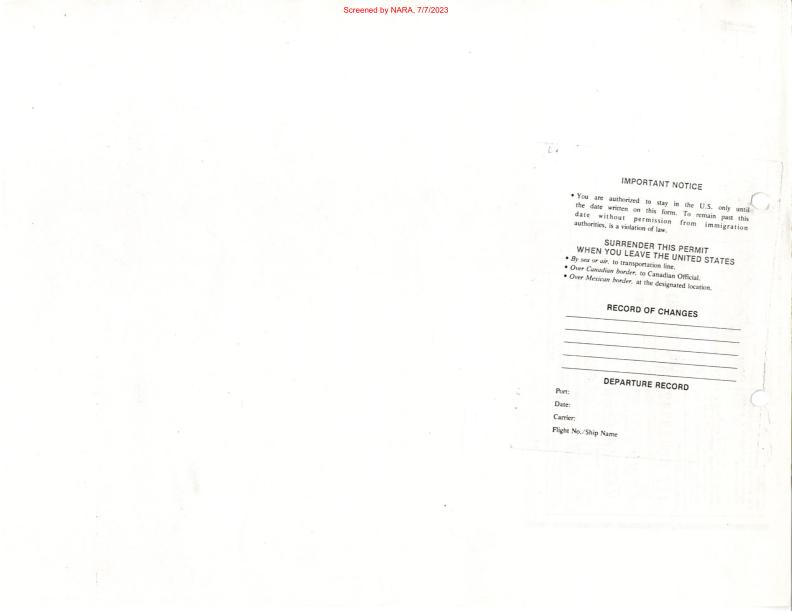 Screened by NARA, 7/7/2023
IMPORTANT NOTICE
• You are authorized to stay in the U.S. only until
the date written on this form. To remain past this
date without permission from immigration
authorities, is a violation of law.
SURRENDER THIS PERMIT
WHEN YOU LEAVE THE UNITED STATES
• By sea or air, to transportation line.
• Over Canadian border, to Canadian Official.
• Over Mexican border, at the designated location.
RECORD OF CHANGES
DEPARTURE RECORD
Port:
Date:
Carrier:
Flight No./Ship Name